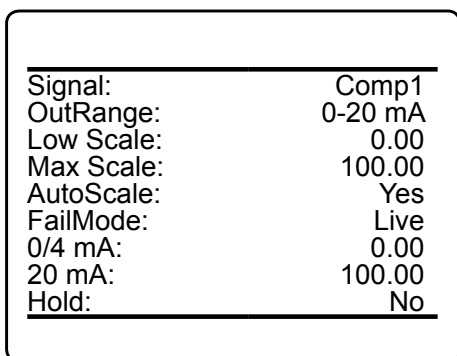 Signal: Comp1
OutRange: 0-20 mA
Low Scale: 0.00
Max Scale: 100.00
AutoScale: Yes
FailMode: Live
0/4 mA: 0.00
20 mA: 100.00
Hold: No